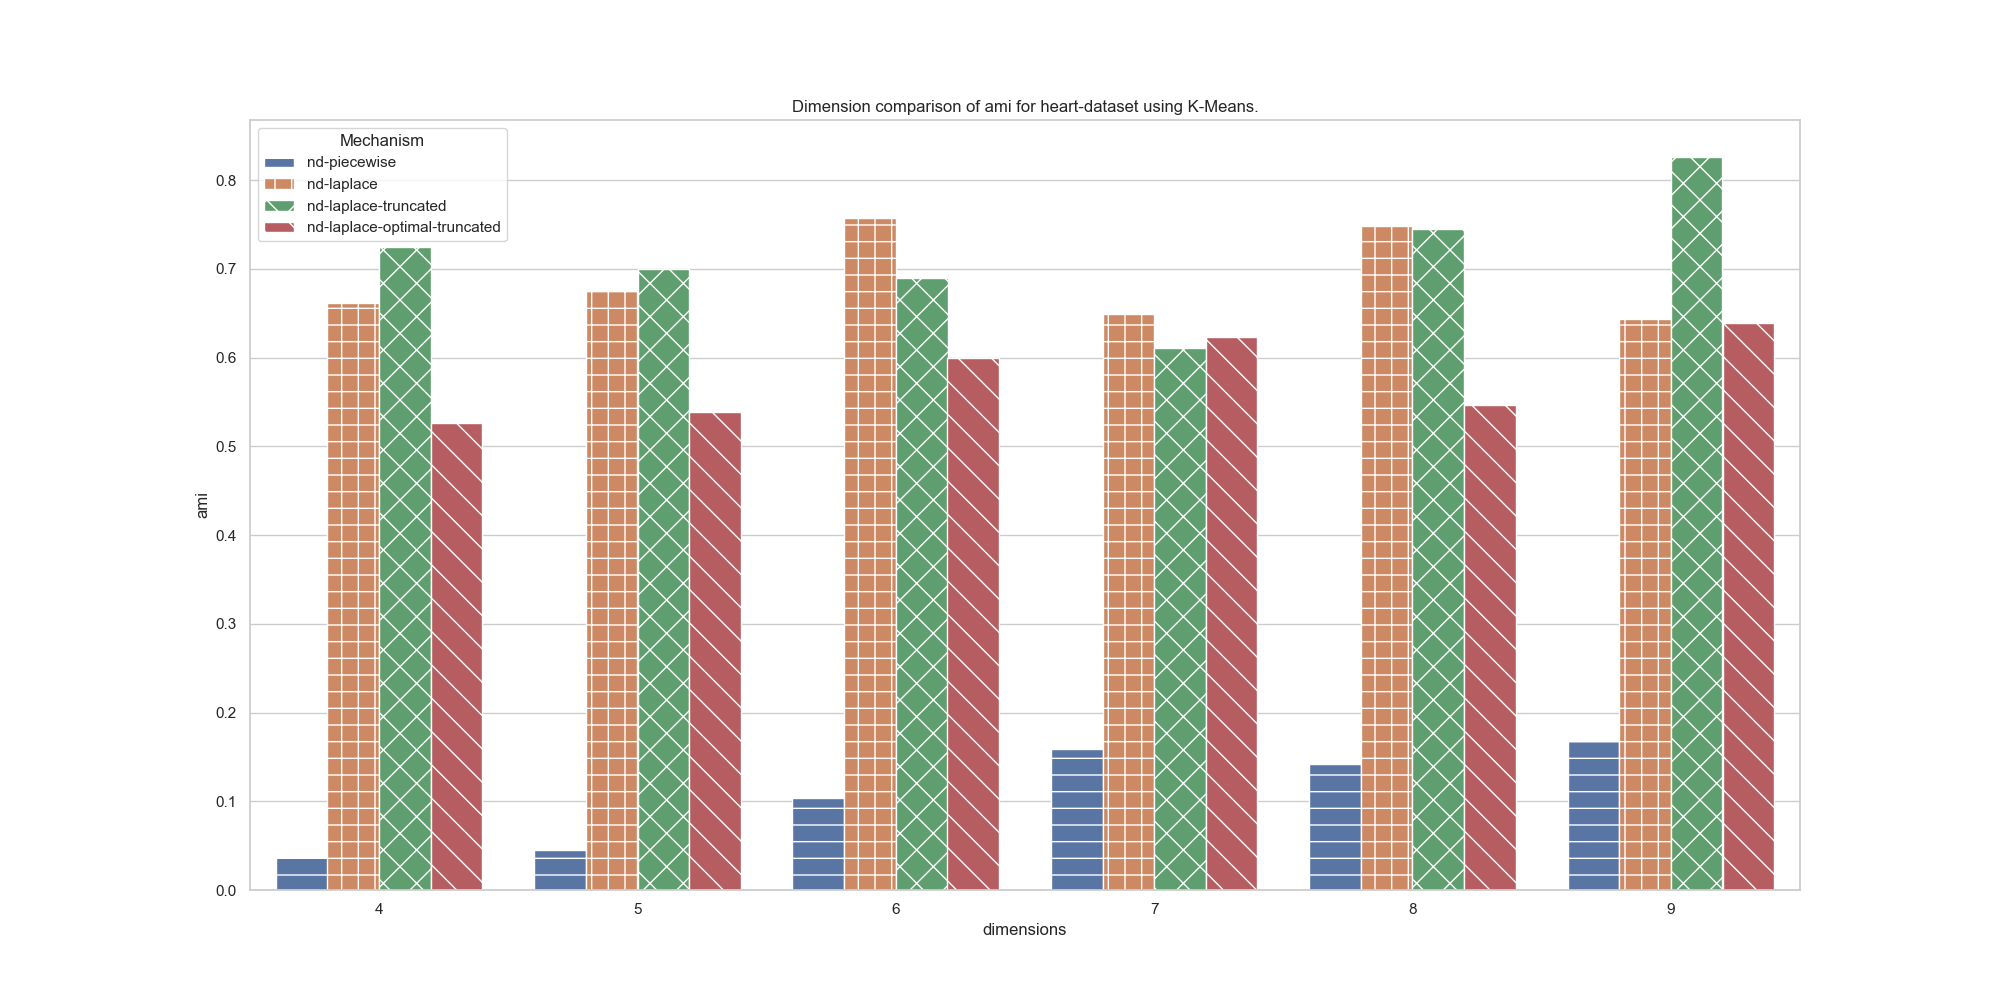 Dimension comparison of ami for heart-dataset using K-Means.
Mechanism
nd-piecewise
nd-laplace
nd-laplace-truncated
nd-laplace-optimal-truncated
0.8
0.7
0.6
0.5
0.4
0.3
0.2
0.1
0.0
ami
4 5 6 7 8 9
dimensions